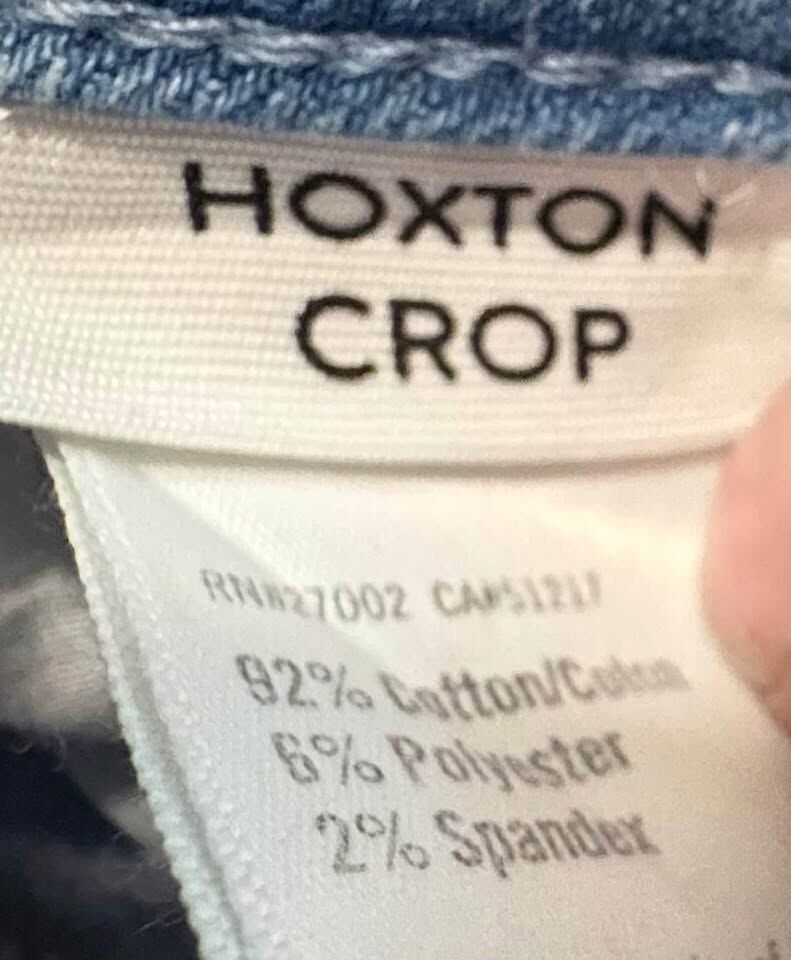 HOXTON
CROP
92% Cotton/Coton
6% Polyester
2% Spandex